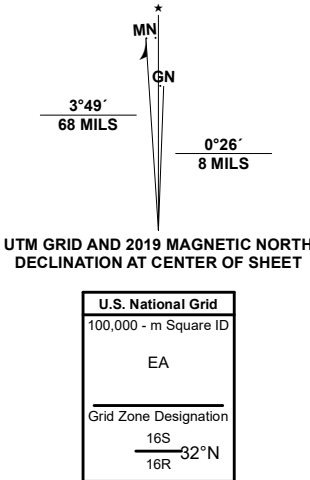 MN
GN
3°49´
68 MILS
0°26´
8 MILS
UTM GRID AND 2019 MAGNETIC NORTH
DECLINATION AT CENTER OF SHEET
U.S. National Grid
100,000 - m Square ID
EA
Grid Zone Designation
16S
32°N
16R